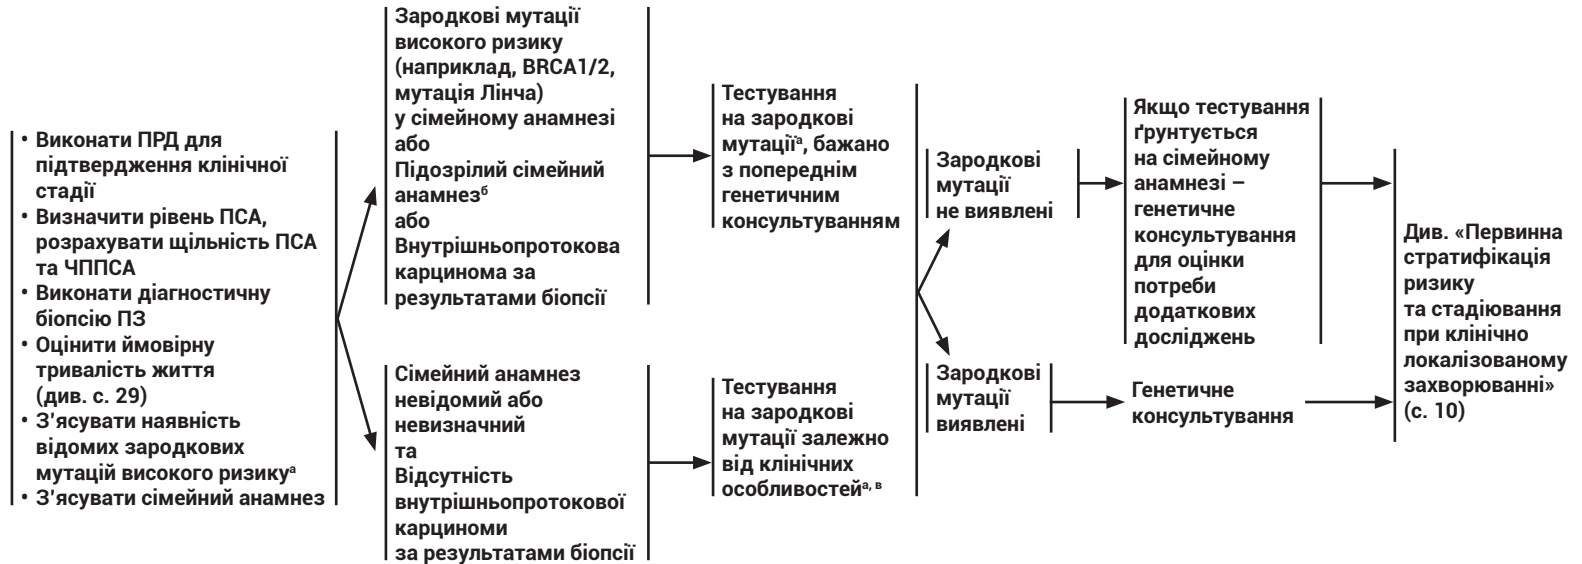 • Виконати ПРД для
підтвердження клінічної
стадії
• Визначити рівень ПСА,
розрахувати щільність ПСА
та ЧППСА
• Виконати діагностичну
біопсію ПЗ
• Оцінити ймовірну
тривалість життя
(див. с. 29)
• З’ясувати наявність
відомих зародкових
мутацій високого ризикуᵃ
• З’ясувати сімейний анамнез
Зародкові мутації
високого ризику
(наприклад, BRCA1/2,
мутація Лінча)
у сімейному анамнезі
або
Підозрілий сімейний
анамнезᵇ
або
Внутрішньопротокова
карцинома за
результатами біопсії
Сімейний анамнез
невідомий або
невизначний
та
Відсутність
внутрішньопротокової
карциноми
за результатами біопсії
Тестування
на зародкові
мутаціїᵃ, бажано
з попереднім
генетичним
консультуванням
Тестування
на зародкові
мутації залежно
від клінічних
особливостейᵃ, ᵛ
Зародкові
мутації
не виявлені
Зародкові
мутації
виявлені
Якщо тестування
ґрунтується
на сімейному
анамнезі –
генетичне
консультування
для оцінки
потреби
додаткових
досліджень
Генетичне
консультування
Див. «Первинна
стратифікація
ризику
та стадіювання
при клінічно
локалізованому
захворюванні»
(с. 10)